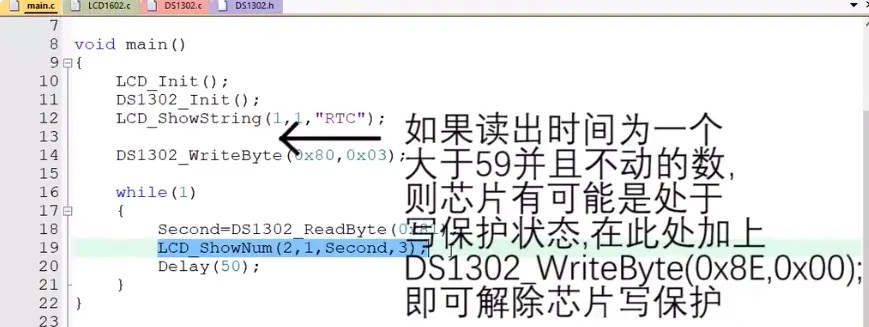 main.c LCD1602.c DS1302.c DS1302.h
7
8 void main()
9 {
10 LCD_Init();
11 DS1302_Init();
12 LCD_ShowString(1,1,"RTC");
13
14 DS1302_WriteByte(0x80,0x03);
15
16 while(1)
17 {
18 Second=DS1302_ReadByte(0x81
19 LCD_ShowNum(2,1,Second,3);
20 Delay(50);
21 }
22 }
23
如果读出时间为一个
大于59并且不动的数,
则芯片有可能是处于
写保护状态,在此处加上
DS1302_WriteByte(0x8E,0x00);
即可解除芯片写保护